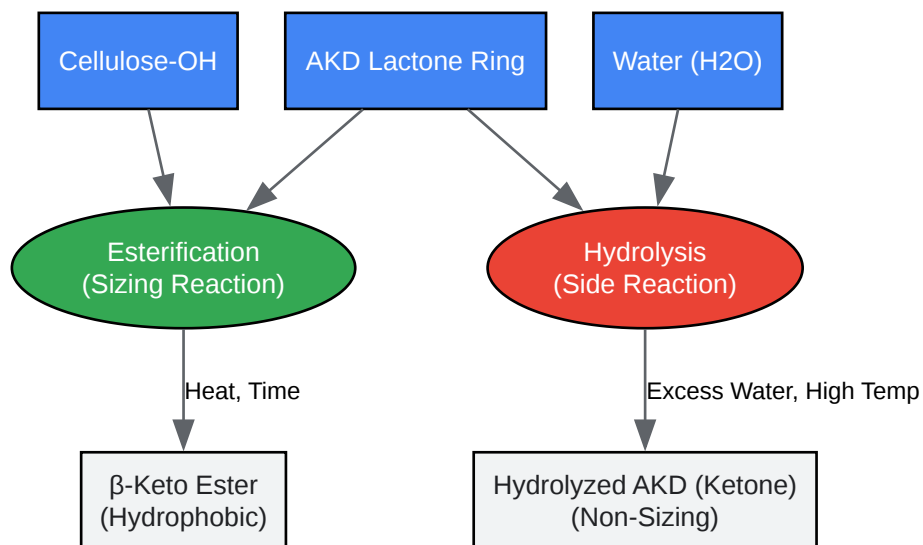 Cellulose-OH
AKD Lactone Ring
Water (H2O)
Esterification
(Sizing Reaction)
Hydrolysis
(Side Reaction)
Heat, Time
Excess Water, High Temp
β-Keto Ester
(Hydrophobic)
Hydrolyzed AKD (Ketone)
(Non-Sizing)